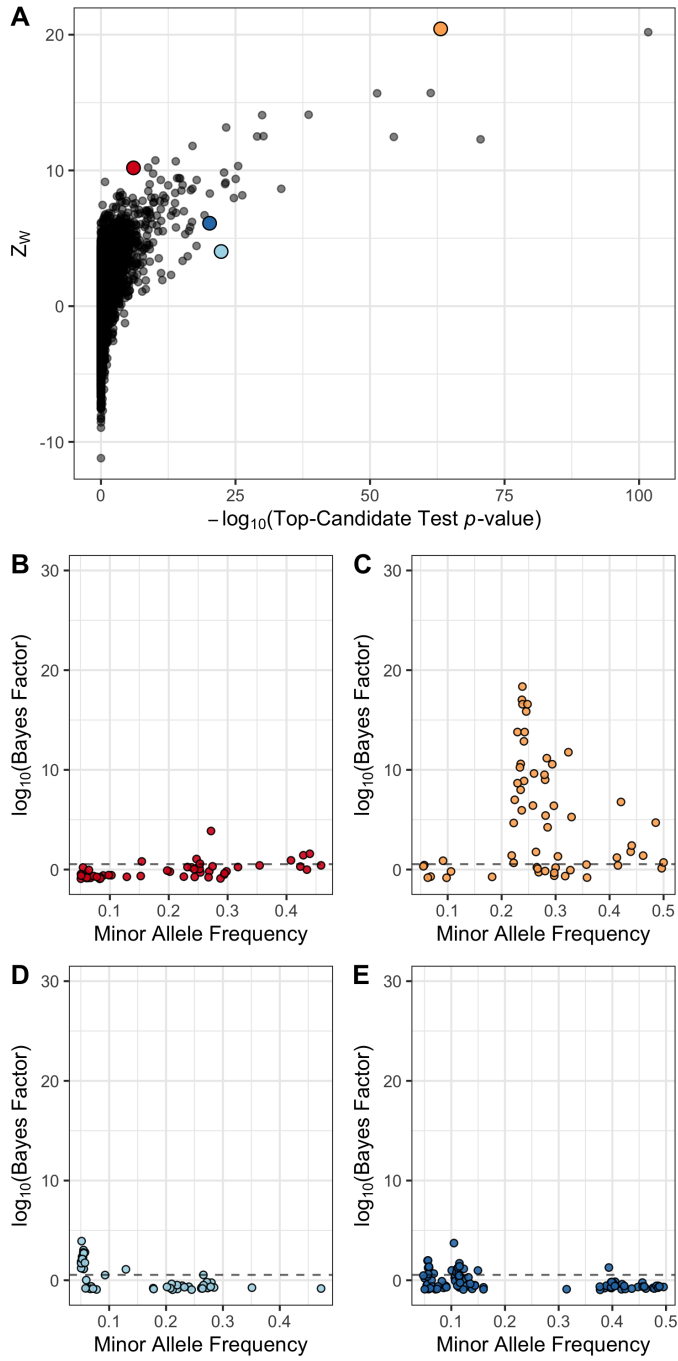 A
20
10
0
-10
Z_W
0 25 50 75 100
−log₁₀(Top-Candidate Test p-value)
B
30
20
10
0
log₁₀(Bayes Factor)
0.1 0.2 0.3 0.4
Minor Allele Frequency
C
30
20
10
0
log₁₀(Bayes Factor)
0.1 0.2 0.3 0.4 0.5
Minor Allele Frequency
D
30
20
10
0
log₁₀(Bayes Factor)
0.1 0.2 0.3 0.4
Minor Allele Frequency
E
30
20
10
0
log₁₀(Bayes Factor)
0.1 0.2 0.3 0.4 0.5
Minor Allele Frequency